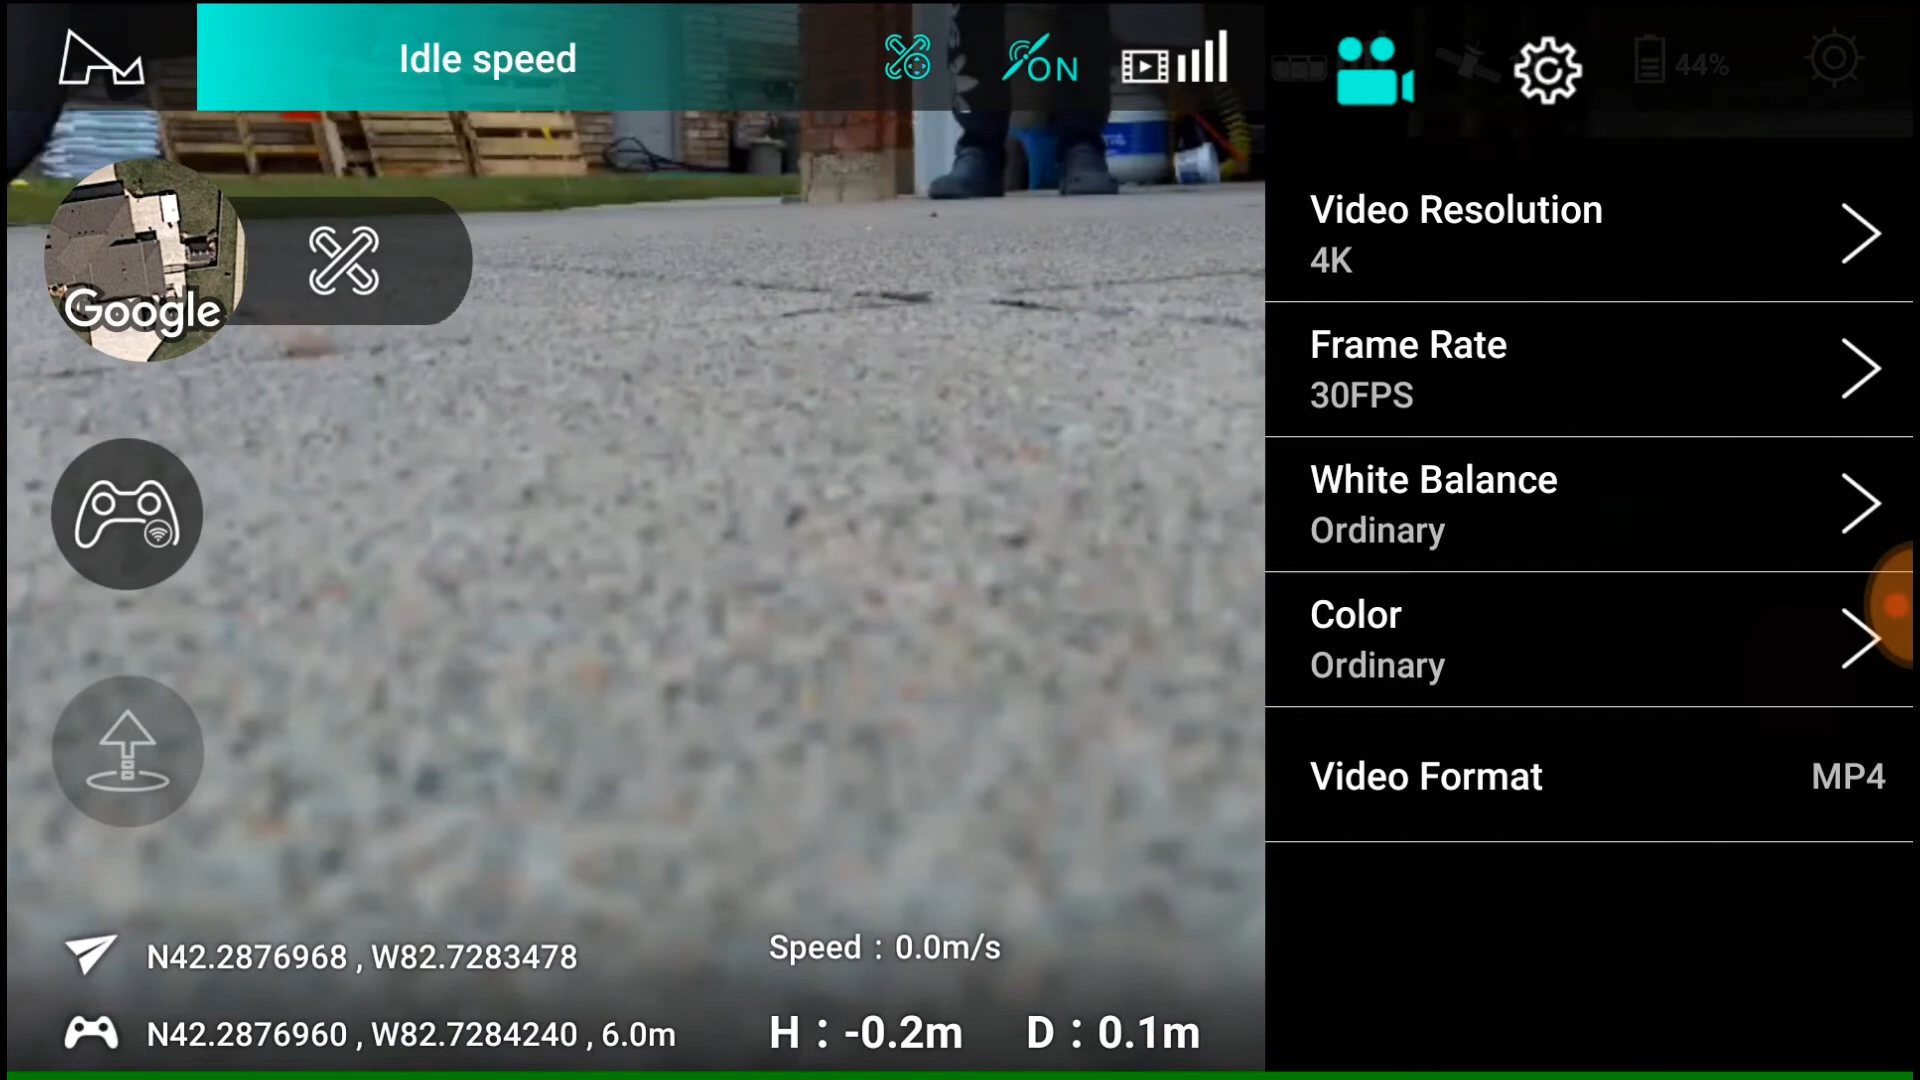 Idle speed
ON
44%
Google
Video Resolution
4K
Frame Rate
30FPS
White Balance
Ordinary
Color
Ordinary
Video Format
MP4
N42.2876968 , W82.7283478
Speed : 0.0m/s
N42.2876960 , W82.7284240 , 6.0m
H : -0.2m
D : 0.1m